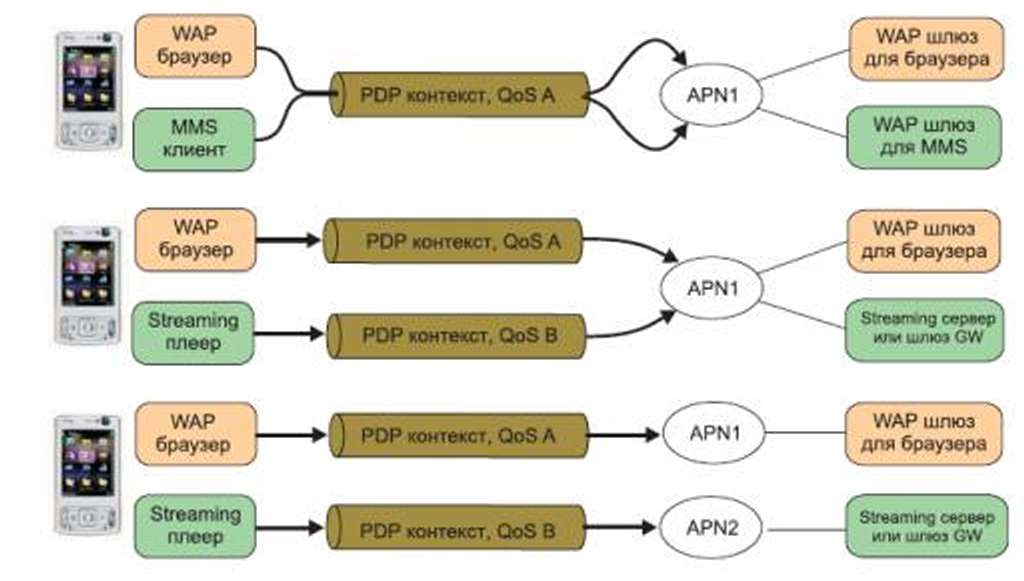 WAP
браузер
MMS
клиент
PDP контекст, QoS A
APN1
WAP шлюз
для браузера
WAP шлюз
для MMS
WAP
браузер
Streaming
плеер
PDP контекст, QoS A
PDP контекст, QoS B
APN1
WAP шлюз
для браузера
Streaming сервер
или шлюз GW
WAP
браузер
PDP контекст, QoS A
APN1
WAP шлюз
для браузера
Streaming
плеер
PDP контекст, QoS B
APN2
Streaming сервер
или шлюз GW